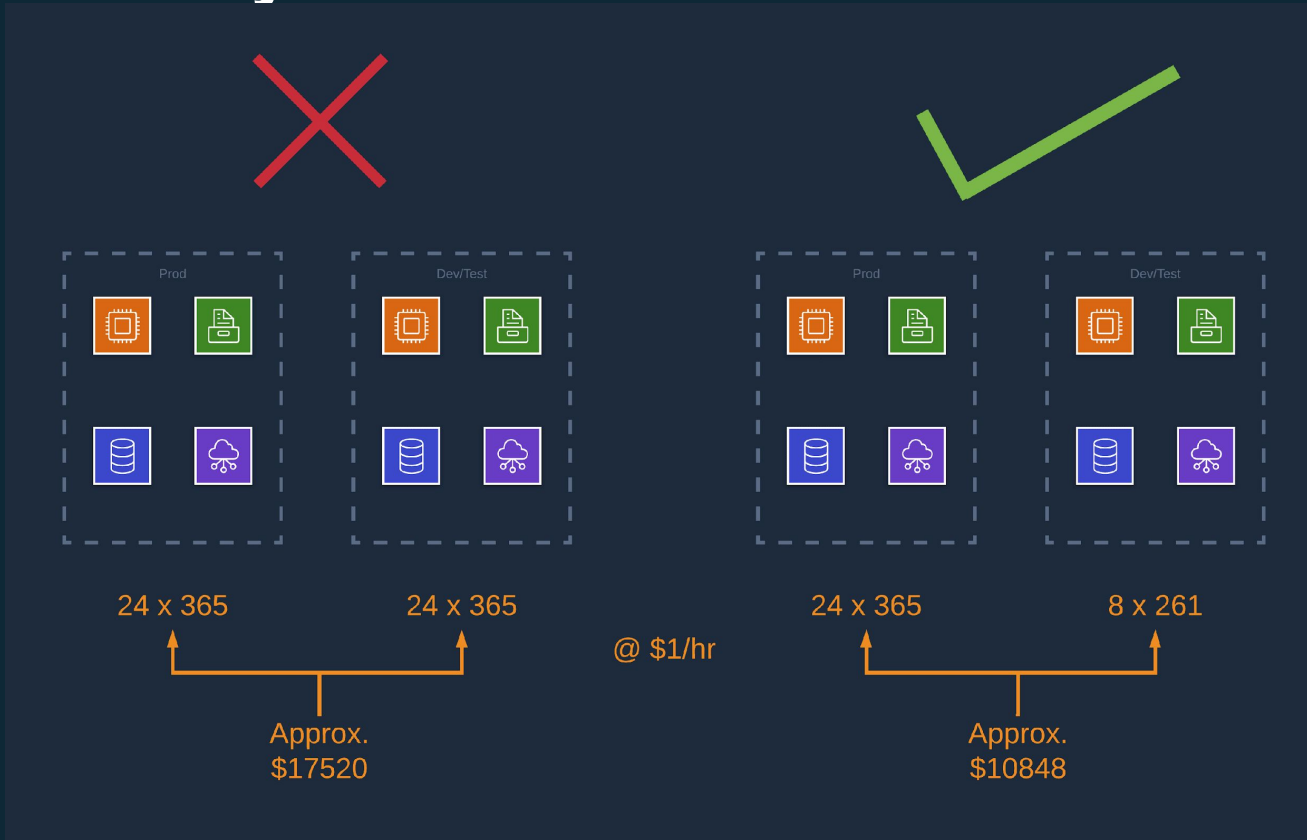 Prod
Dev/Test
Prod
Dev/Test
24 x 365
24 x 365
24 x 365
8 x 261
@ $1/hr
Approx.
$17520
Approx.
$10848